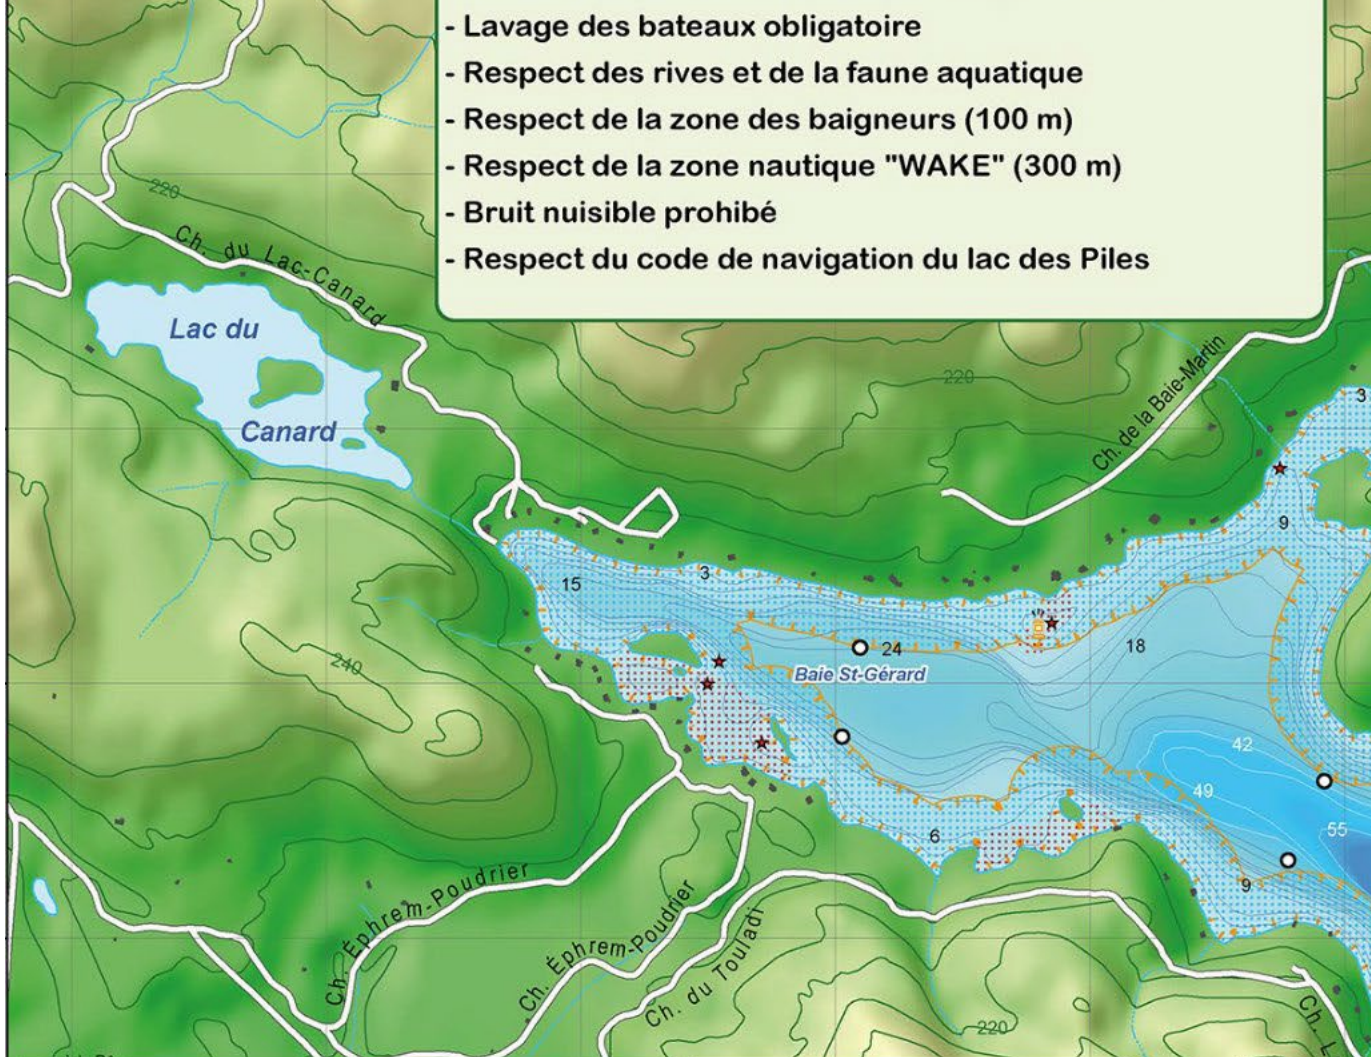 - Lavage des bateaux obligatoire
- Respect des rives et de la faune aquatique
- Respect de la zone des baigneurs (100 m)
- Respect de la zone nautique "WAKE" (300 m)
- Bruit nuisible prohibé
- Respect du code de navigation du lac des Piles
220
Ch. du Lac-Canard
Lac du
Canard
220
Ch. de la Baie-Martin
3
9
15
3
24
18
Baie St-Gérard
240
42
49
55
6
9
Ch. Éphrem-Poudrier
Ch. Éphrem-Poudrier
Ch. du Touladi
220
Ch. L